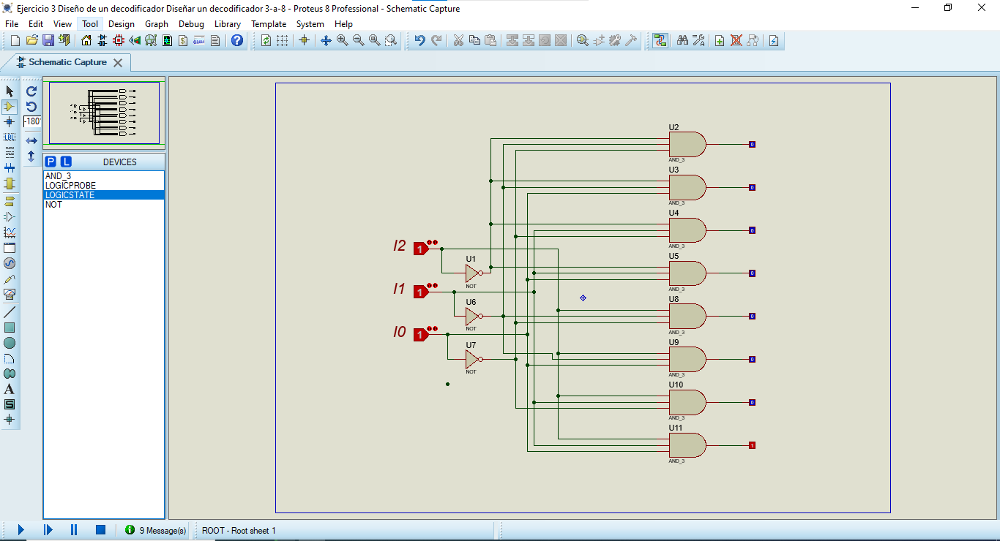 Ejercicio 3 Diseño de un decodificador Diseñar un decodificador 3-a-8 - Proteus 8 Professional - Schematic Capture
File Edit View Tool Design Graph Debug Library Template System Help
Schematic Capture
-180°
LBL
P L DEVICES
AND_3
LOGICPROBE
LOGICSTATE
NOT
A
S
U2
0
AND_3
U3
0
AND_3
U4
0
AND_3
I2 1
U1
NOT
U5
0
AND_3
I1 1
U6
NOT
U8
0
AND_3
I0 1
U7
NOT
U9
0
AND_3
U10
0
AND_3
U11
1
AND_3
9 Message(s) ROOT - Root sheet 1